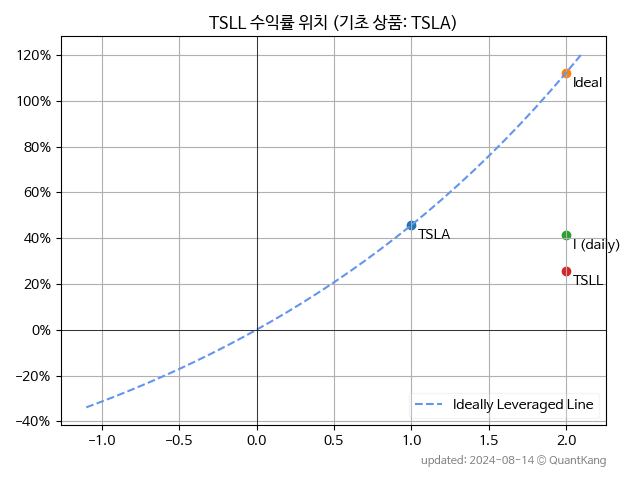 TSLL 수익률 위치 (기초 상품: TSLA)
120%
100%
80%
60%
40%
20%
0%
−20%
−40%
Ideal
TSLA
I (daily)
TSLL
Ideally Leveraged Line
−1.0 −0.5 0.0 0.5 1.0 1.5 2.0
updated: 2024-08-14 © QuantKang